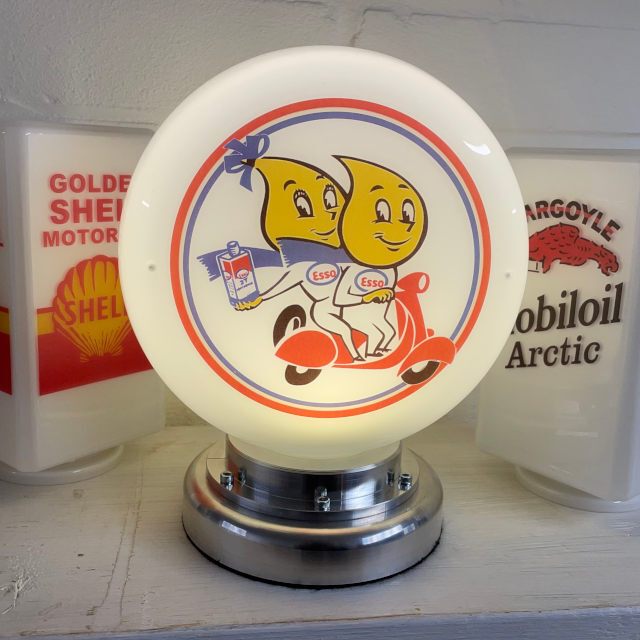 GOLDE
SHEL
MOTOR
SHELL
Esso
Esso
ARGOYLE
obiloil
Arctic